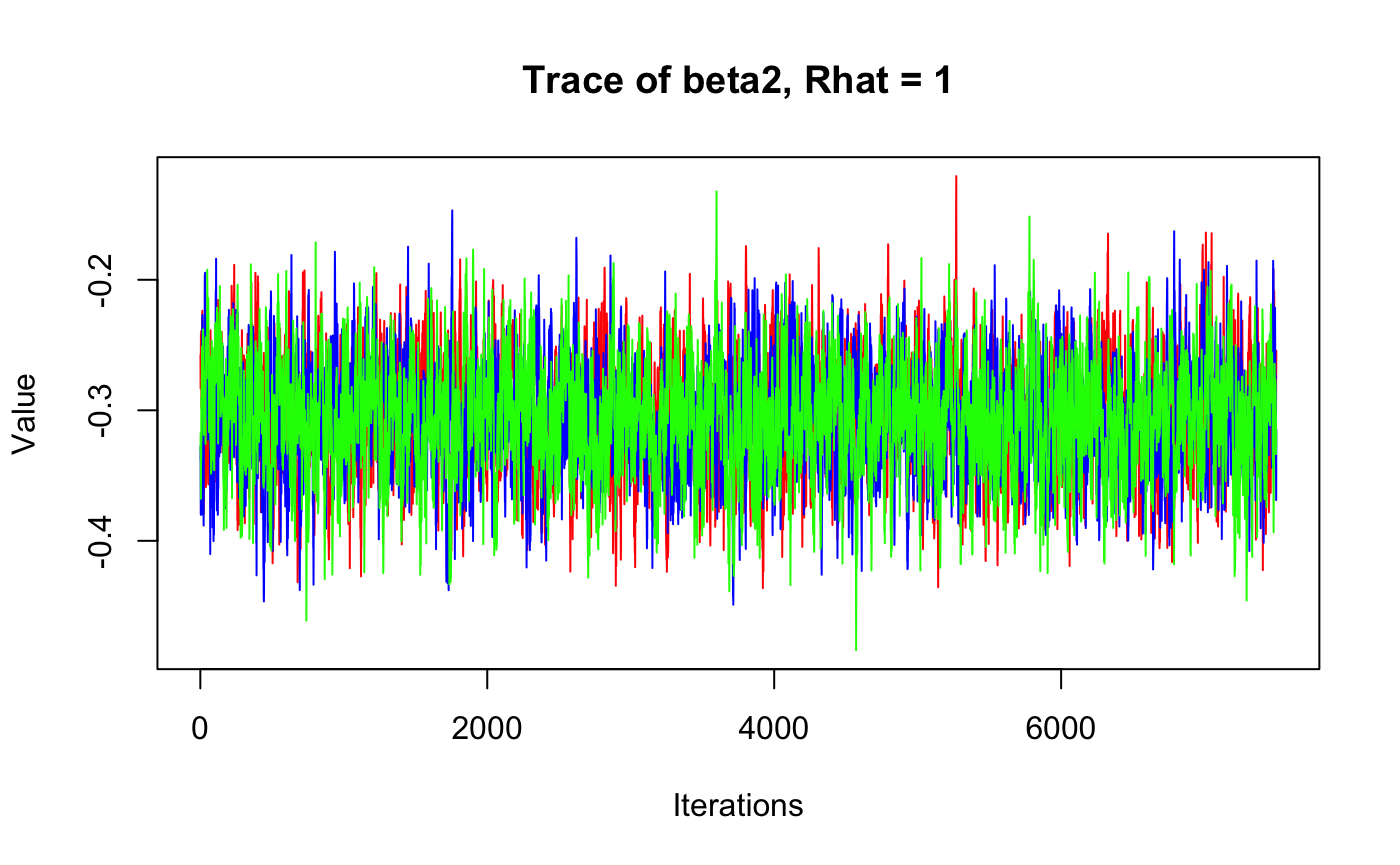 Trace of beta2, Rhat = 1
Value
-0.2
-0.3
-0.4
0 2000 4000 6000
Iterations